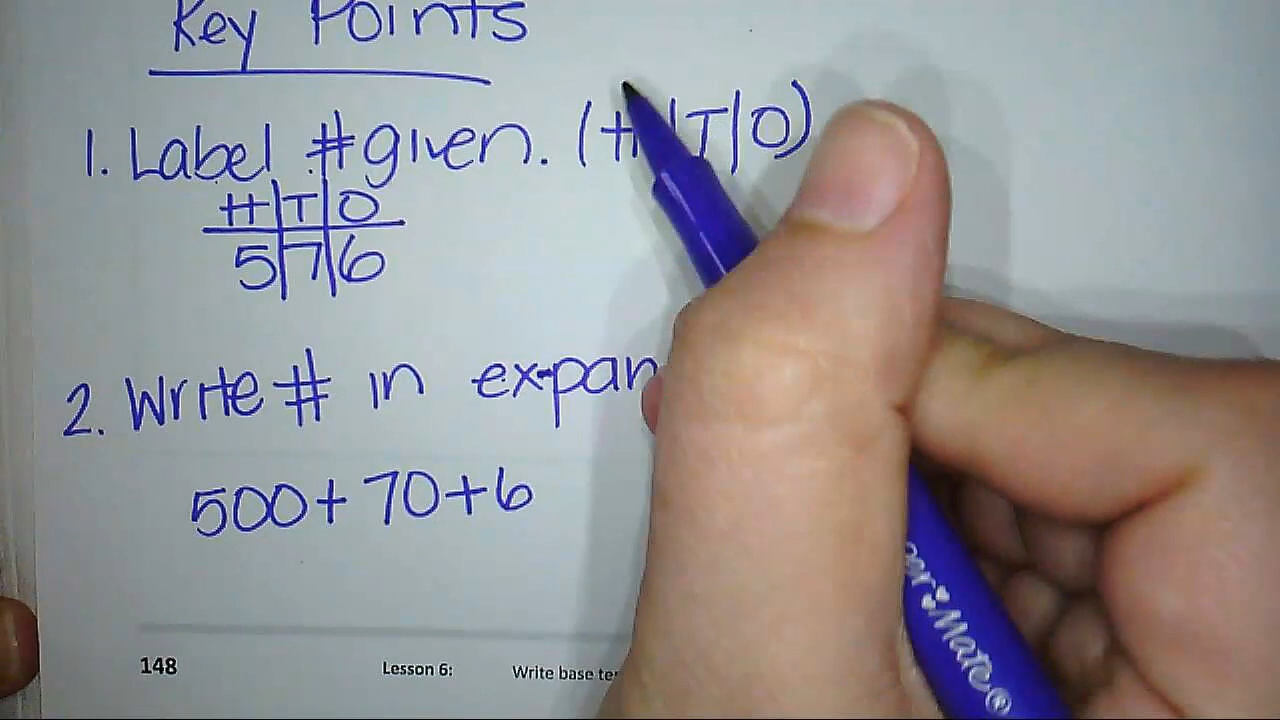 Key Points
1. Label # given. (H|T|O)
H|T|O
5|7|6
2. Write # in expan
500 + 70 + 6
148 Lesson 6: Write base te
Mate®